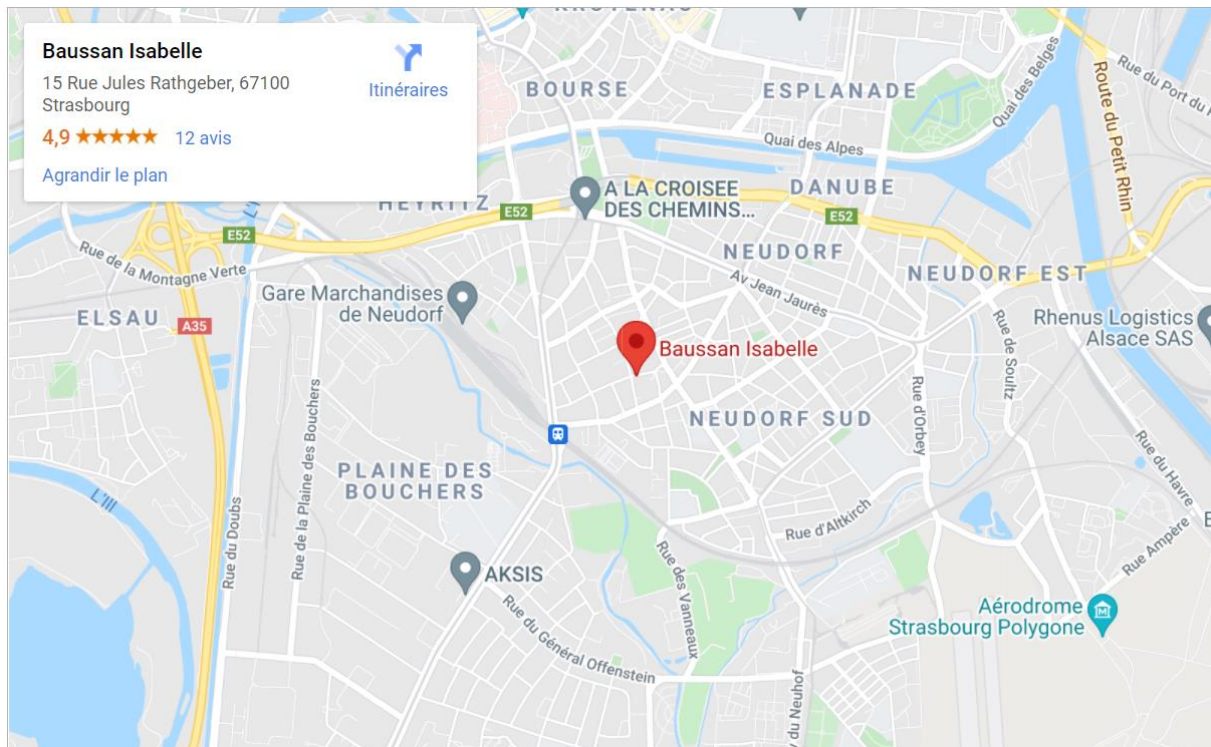 Baussan Isabelle
15 Rue Jules Rathgeber, 67100
Strasbourg
4,9
12 avis
Itinéraires
Agrandir le plan
BOURSE
ESPLANADE
Quai des Belges
Rue du Port du
Route du Petit Rhin
Quai des Alpes
DANUBE
HEYRITZ
E52
A LA CROISEE
DES CHEMINS...
E52
E52
Rue de la Montagne Verte
NEUDORF
NEUDORF EST
Av Jean Jaurès
Gare Marchandises
de Neudorf
ELSAU
A35
Rhenus Logistics
Alsace SAS
Baussan Isabelle
Rue de Soultz
Rue d'Orbey
NEUDORF SUD
Rue de la Plaine des Bouchers
PLAINE DES
BOUCHERS
L'Ill
Rue du Doubs
Rue du Havre
Rue d'Altkirch
Rue Ampère
Rue des Vanneaux
AKSIS
Rue du Général Offenstein
Aérodrome
Strasbourg Polygone
du Neuhof